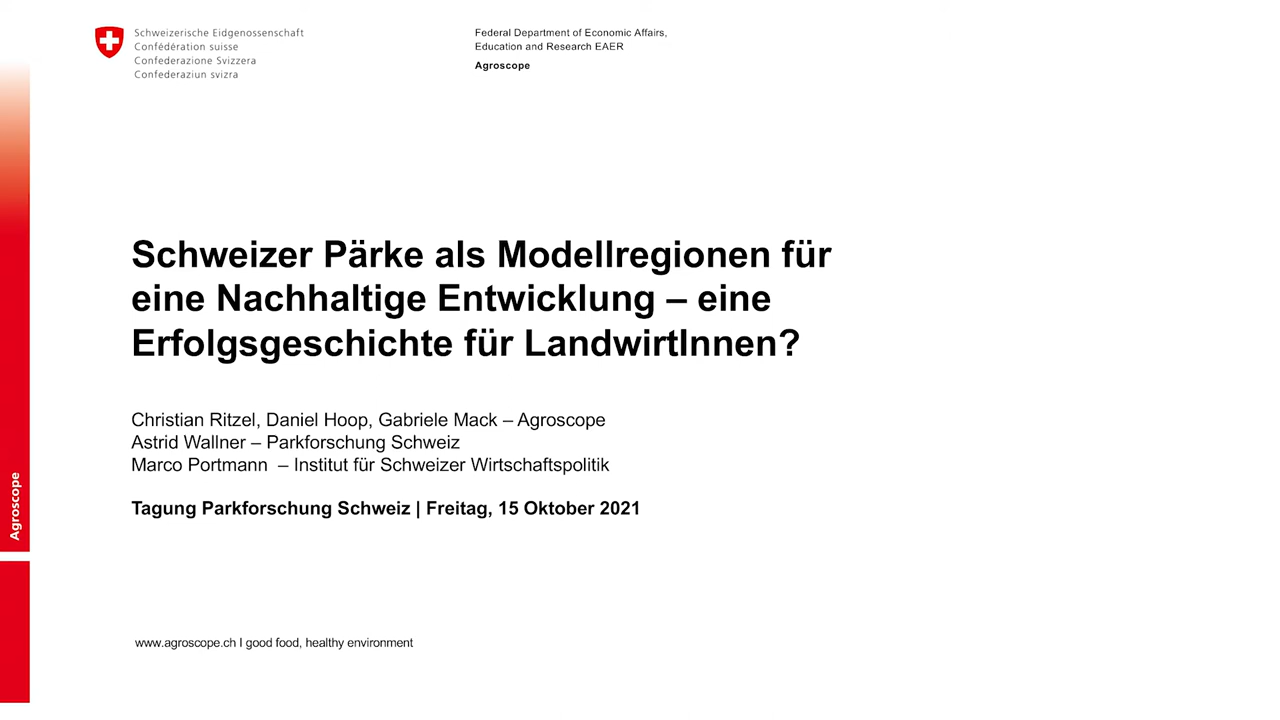 Schweizerische Eidgenossenschaft
Confédération suisse
Confederazione Svizzera
Confederaziun svizra
Federal Department of Economic Affairs,
Education and Research EAER
Agroscope
Schweizer Pärke als Modellregionen für
eine Nachhaltige Entwicklung – eine
Erfolgsgeschichte für LandwirtInnen?
Christian Ritzel, Daniel Hoop, Gabriele Mack – Agroscope
Astrid Wallner – Parkforschung Schweiz
Marco Portmann – Institut für Schweizer Wirtschaftspolitik
Tagung Parkforschung Schweiz | Freitag, 15 Oktober 2021
Agroscope
www.agroscope.ch I good food, healthy environment